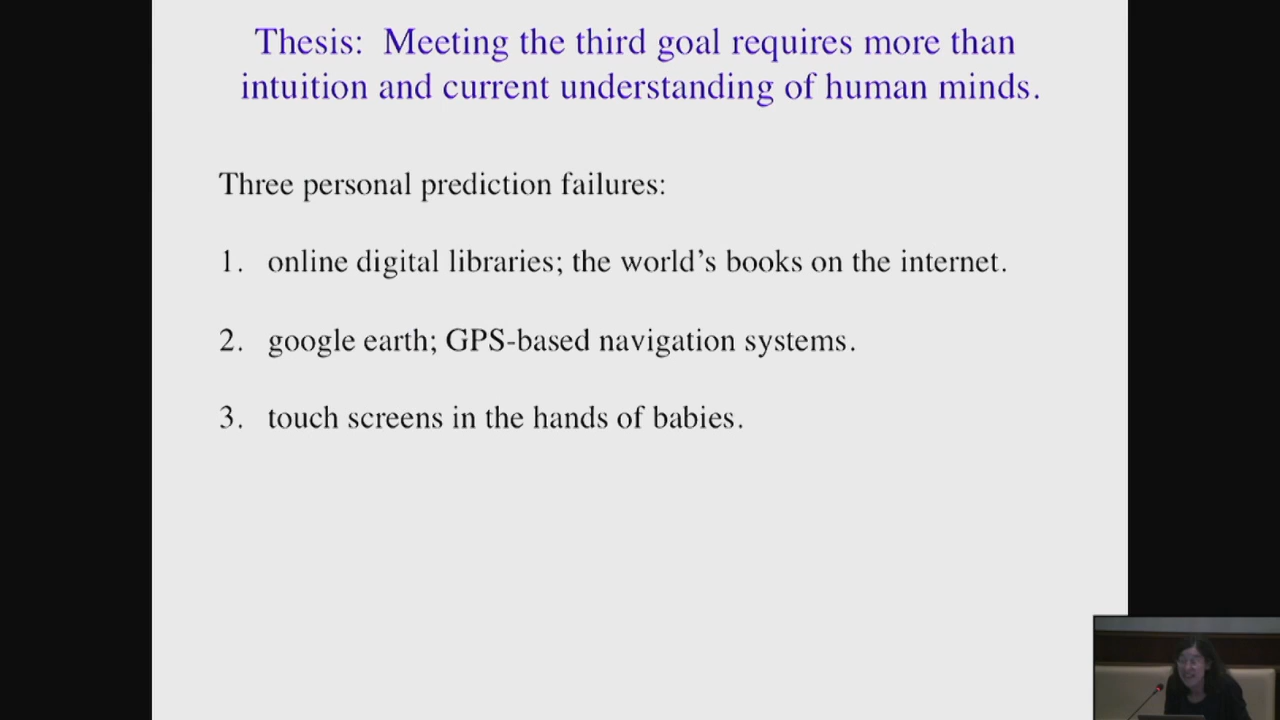 Thesis: Meeting the third goal requires more than
intuition and current understanding of human minds.
Three personal prediction failures:
1. online digital libraries; the world’s books on the internet.
2. google earth; GPS-based navigation systems.
3. touch screens in the hands of babies.